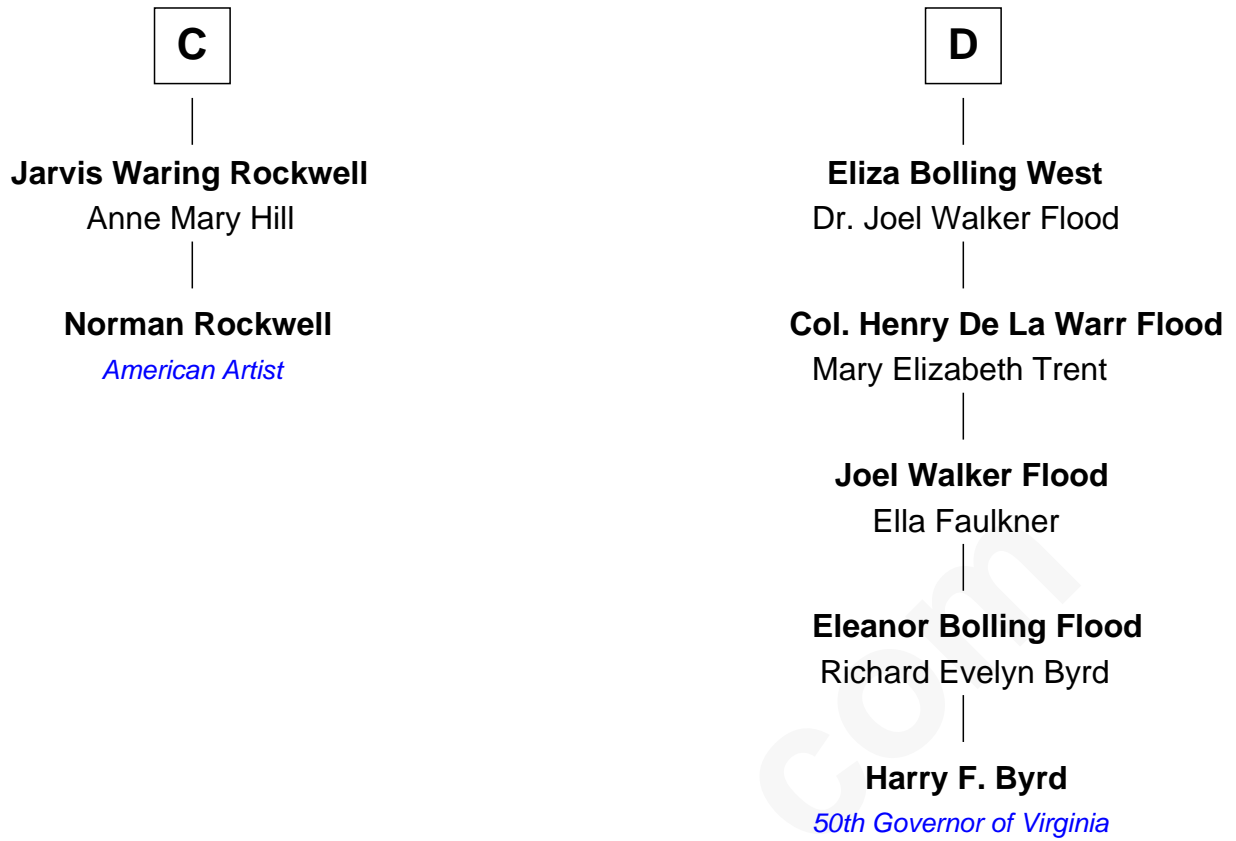 C
Jarvis Waring Rockwell
Anne Mary Hill
Norman Rockwell
American Artist
D
Eliza Bolling West
Dr. Joel Walker Flood
Col. Henry De La Warr Flood
Mary Elizabeth Trent
Joel Walker Flood
Ella Faulkner
Eleanor Bolling Flood
Richard Evelyn Byrd
Harry F. Byrd
50th Governor of Virginia
com